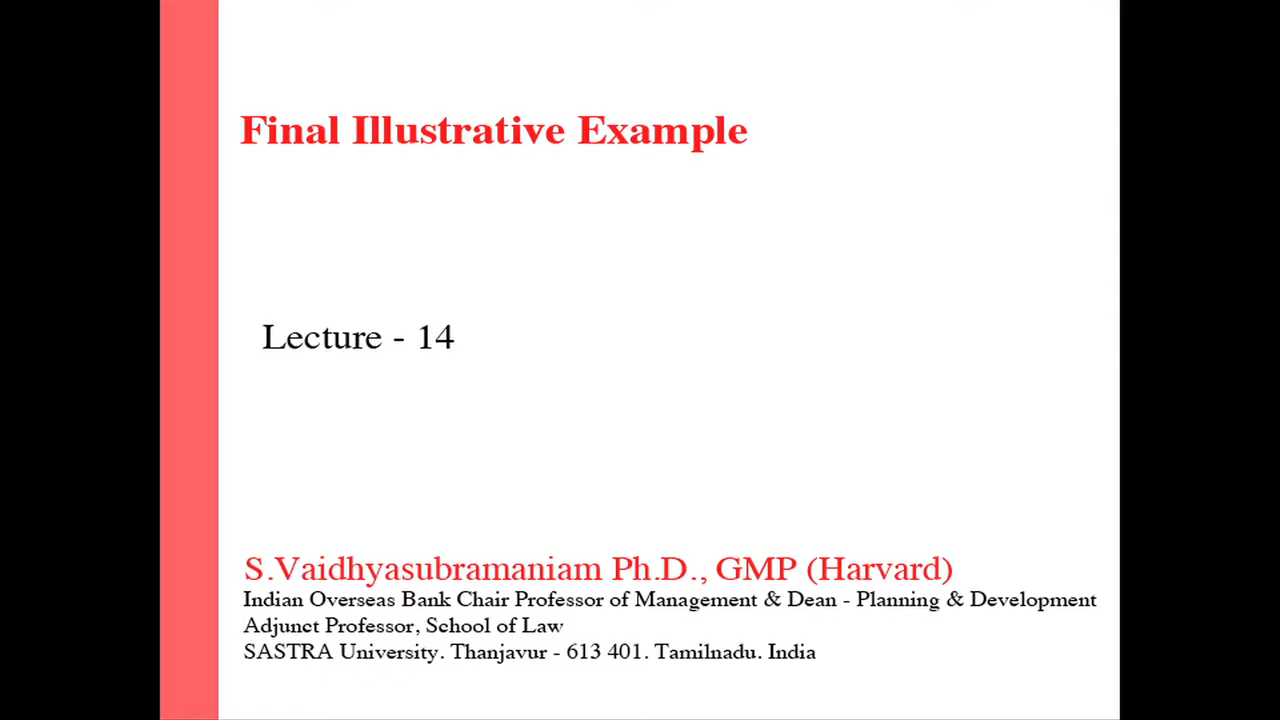 Final Illustrative Example
Lecture - 14
S.Vaidhyasubramaniam Ph.D., GMP (Harvard)
Indian Overseas Bank Chair Professor of Management & Dean - Planning & Development
Adjunct Professor, School of Law
SASTRA University. Thanjavur - 613 401. Tamilnadu. India